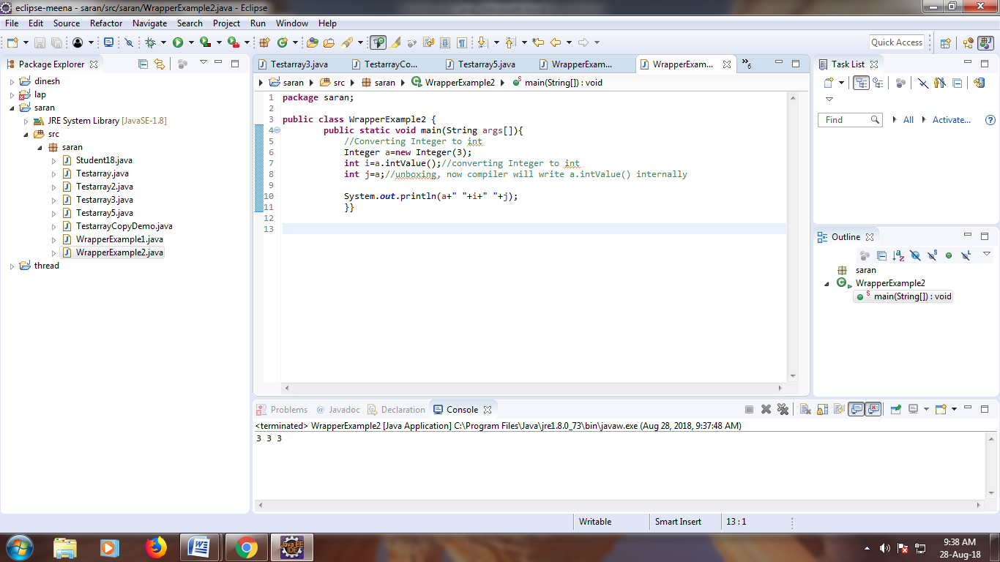 eclipse-meena - saran/src/saran/WrapperExample2.java - Eclipse
File Edit Source Refactor Navigate Search Project Run Window Help
Quick Access
Package Explorer
dinesh
lap
saran
JRE System Library [JavaSE-1.8]
src
saran
Student18.java
Testarray.java
Testarray2.java
Testarray3.java
Testarray5.java
TestarrayCopyDemo.java
WrapperExample1.java
WrapperExample2.java
thread
Testarray3.java TestarrayCo... Testarray5.java WrapperExam... WrapperExam... »6
saran src saran WrapperExample2 main(String[]) : void
1 package saran;
2
3 public class WrapperExample2 {
4 public static void main(String args[]){
5 //Converting Integer to int
6 Integer a=new Integer(3);
7 int i=a.intValue();//converting Integer to int
8 int j=a;//unboxing, now compiler will write a.intValue() internally
9
10 System.out.println(a+" "+i+" "+j);
11 }}
12
13
Task List
Find All Activate...
Outline
saran
WrapperExample2
main(String[]) : void
Problems @ Javadoc Declaration Console
<terminated> WrapperExample2 [Java Application] C:\Program Files\Java\jre1.8.0_73\bin\javaw.exe (Aug 28, 2018, 9:37:48 AM)
3 3 3
Writable Smart Insert 13 : 1
Java EE
IDE
9:38 AM
28-Aug-18